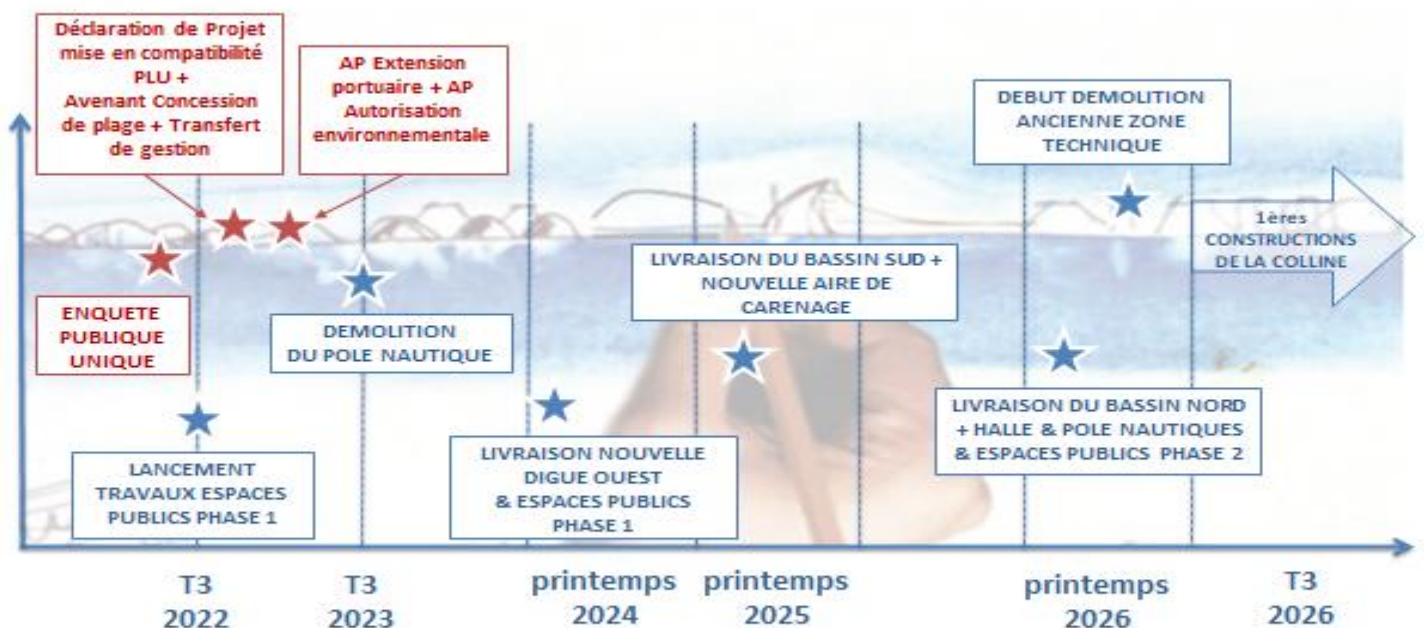 Déclaration de Projet
mise en compatibilité
PLU +
Avenant Concession
de plage + Transfert
de gestion
AP Extension
portuaire + AP
Autorisation
environnementale
DEBUT DEMOLITION
ANCIENNE ZONE
TECHNIQUE
1ères
CONSTRUCTIONS
DE LA COLLINE
LIVRAISON DU BASSIN SUD +
NOUVELLE AIRE DE
CARENAGE
ENQUETE
PUBLIQUE
UNIQUE
DEMOLITION
DU POLE NAUTIQUE
LIVRAISON DU BASSIN NORD
+ HALLE & POLE NAUTIQUES
& ESPACES PUBLICS PHASE 2
LANCEMENT
TRAVAUX ESPACES
PUBLICS PHASE 1
LIVRAISON NOUVELLE
DIGUE OUEST
& ESPACES PUBLICS
PHASE 1
T3
2022
T3
2023
printemps
2024
printemps
2025
printemps
2026
T3
2026